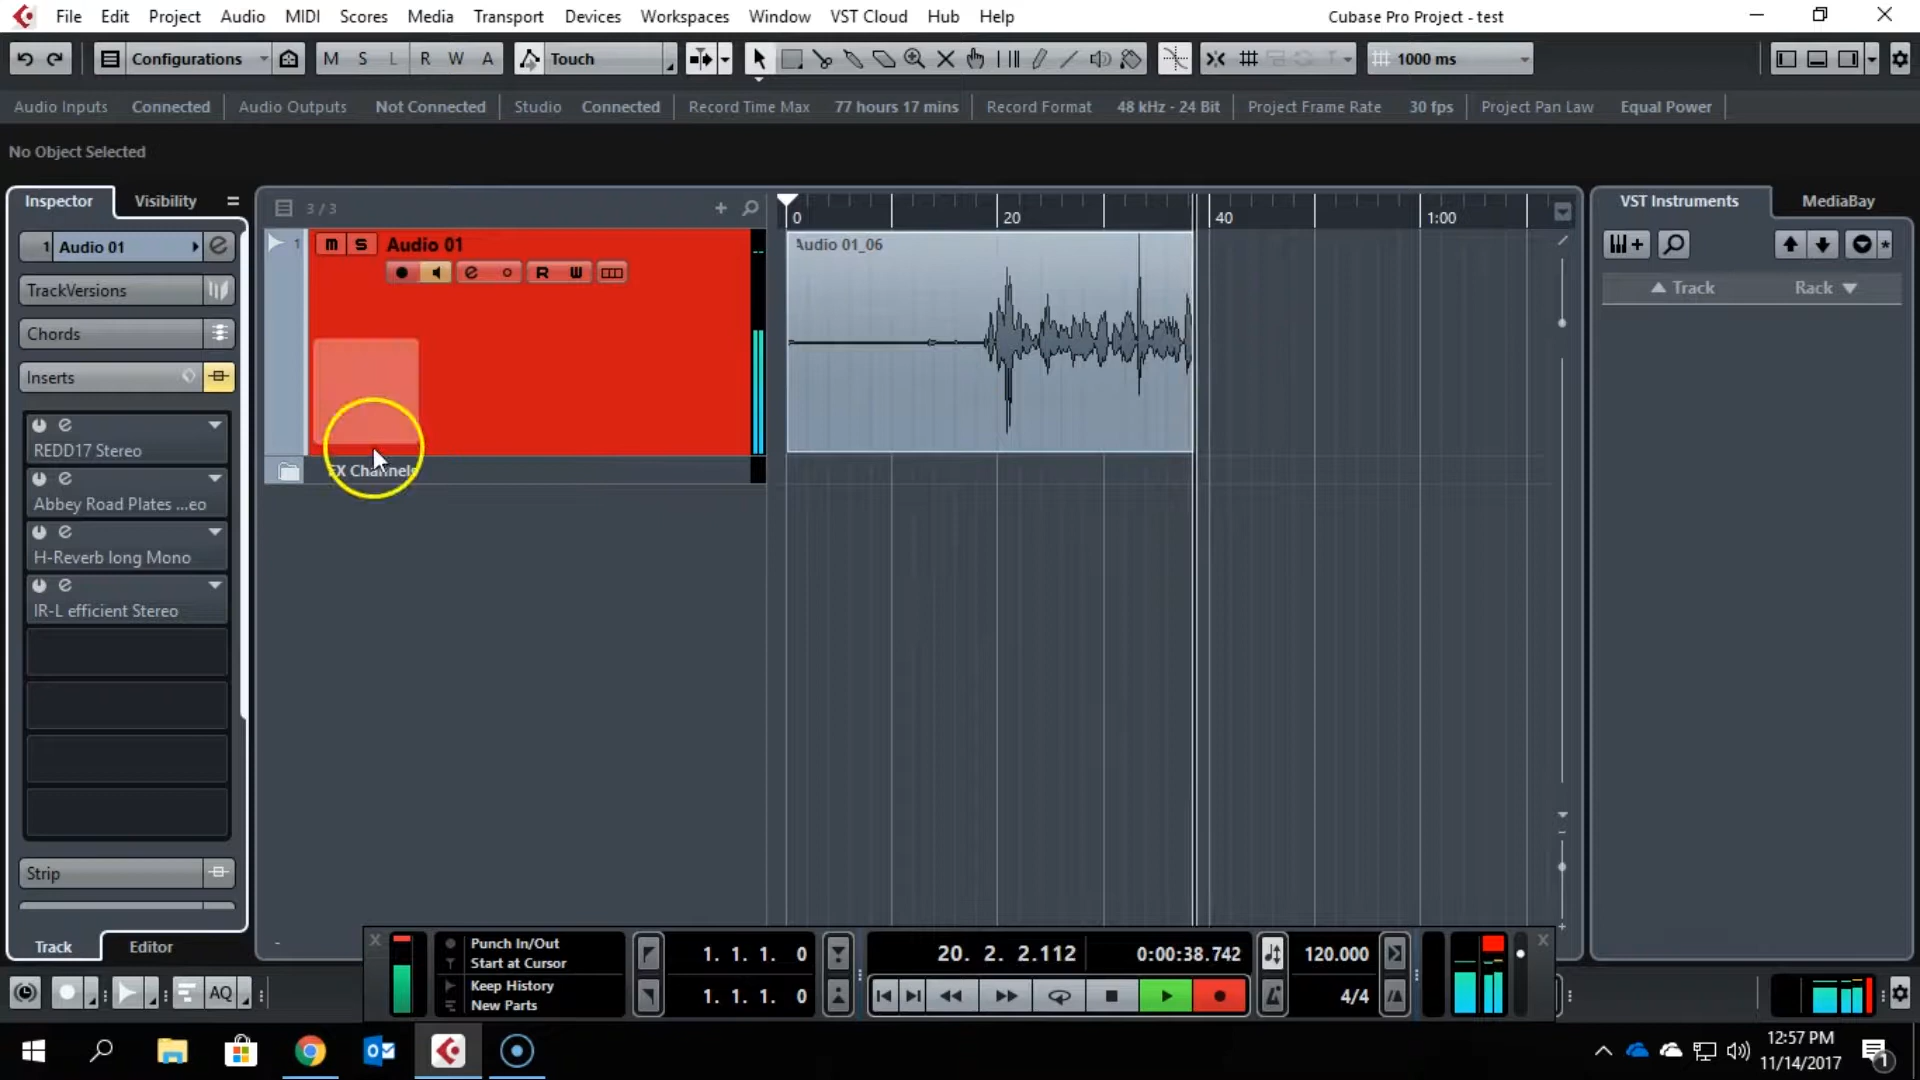 File Edit Project Audio MIDI Scores Media Transport Devices Workspaces Window VST Cloud Hub Help Cubase Pro Project - test
Configurations M S L R W A Touch 1000 ms
Audio Inputs Connected Audio Outputs Not Connected Studio Connected Record Time Max 77 hours 17 mins Record Format 48 kHz - 24 Bit Project Frame Rate 30 fps Project Pan Law Equal Power
No Object Selected
Inspector Visibility 3 / 3 0 20 40 1:00 VST Instruments MediaBay
1 Audio 01 1 m S Audio 01 Audio 01_06
R W
TrackVersions Track Rack
Chords
Inserts
REDD17 Stereo
FX Channels
Abbey Road Plates ...eo
H-Reverb long Mono
IR-L efficient Stereo
Strip
Track Editor
Punch In/Out 1. 1. 1. 0 20. 2. 2.112 0:00:38.742 120.000
Start at Cursor
Keep History 1. 1. 1. 0 4/4
New Parts
AQ
12:57 PM
11/14/2017 1